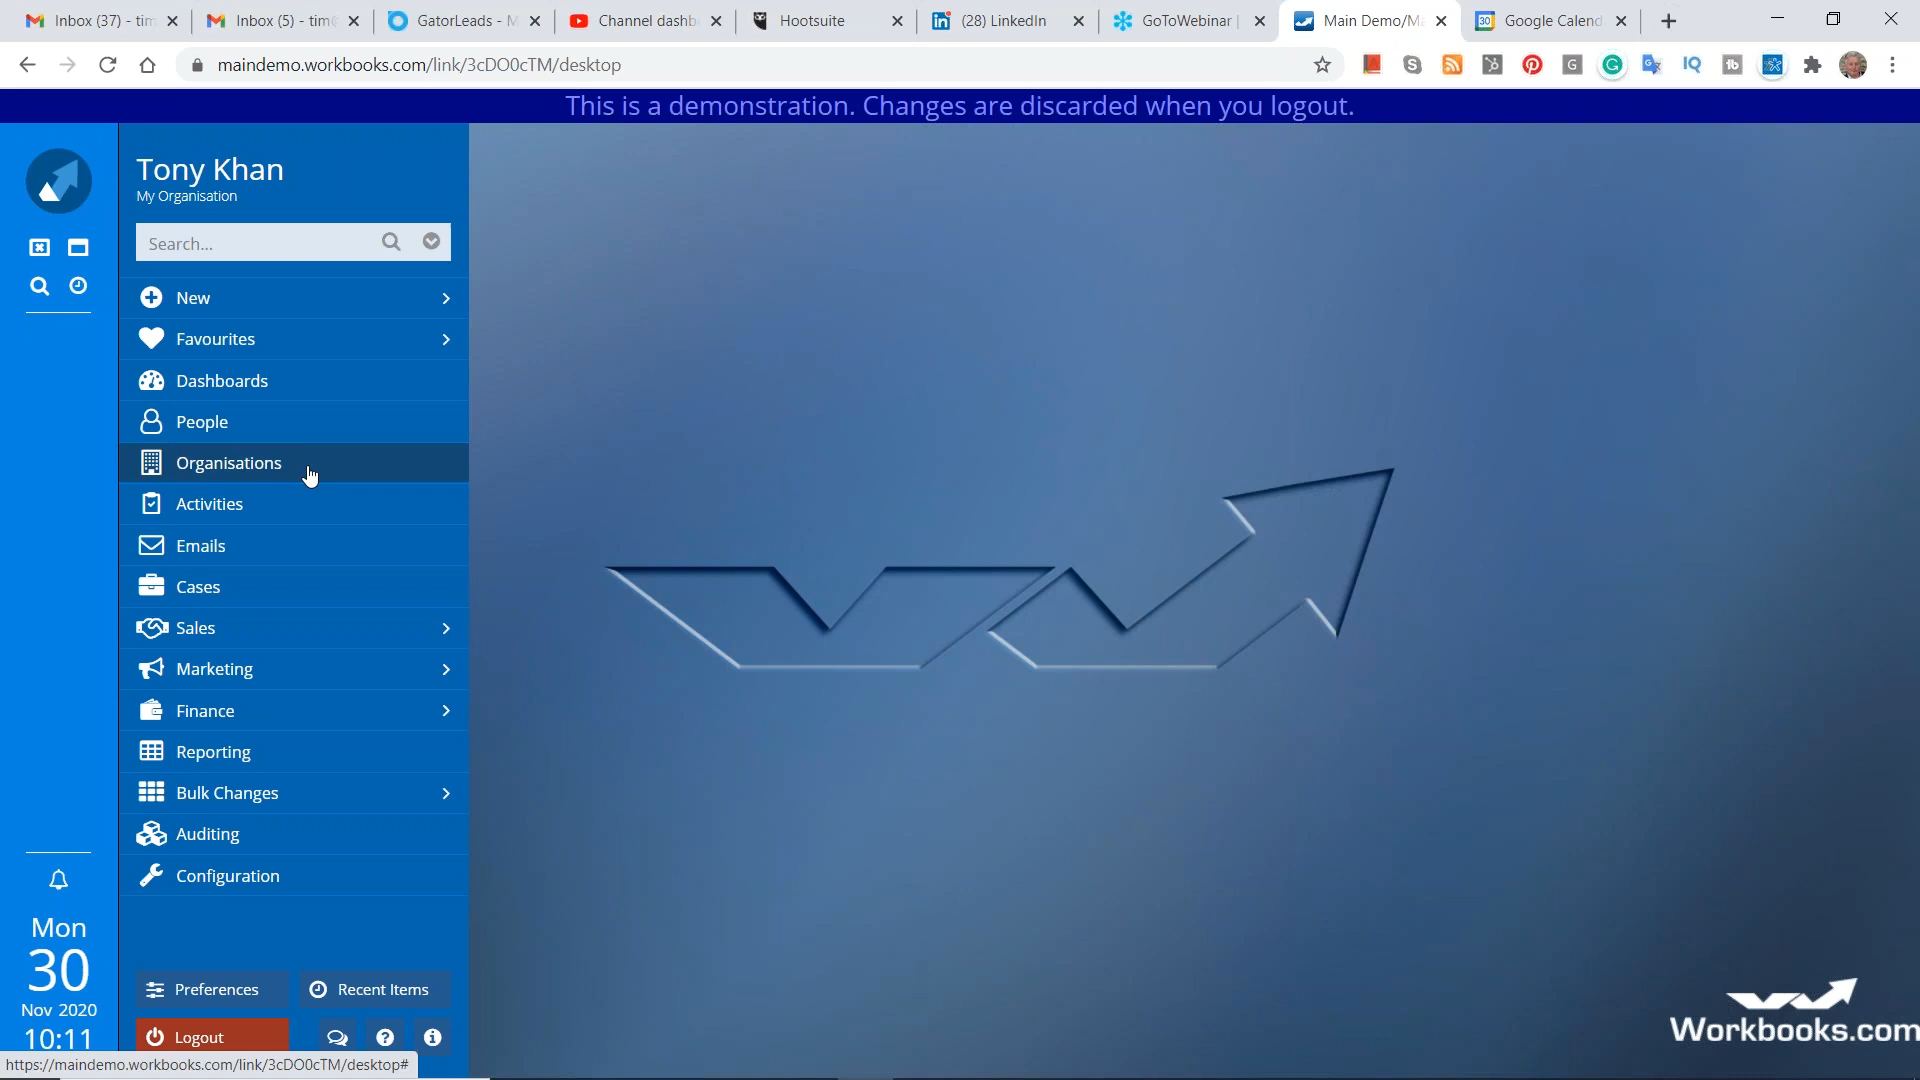 Inbox (37) - tim
Inbox (5) - tim@
GatorLeads - M
Channel dashb
Hootsuite
(28) LinkedIn
GoToWebinar |
Main Demo/Ma
Google Calend
maindemo.workbooks.com/link/3cDO0cTM/desktop
This is a demonstration. Changes are discarded when you logout.
Tony Khan
My Organisation
Search...
New
Favourites
Dashboards
People
Organisations
Activities
Emails
Cases
Sales
Marketing
Finance
Reporting
Bulk Changes
Auditing
Configuration
Preferences
Recent Items
Logout
Mon
30
Nov 2020
10:11
https://maindemo.workbooks.com/link/3cDO0cTM/desktop#
Workbooks.com